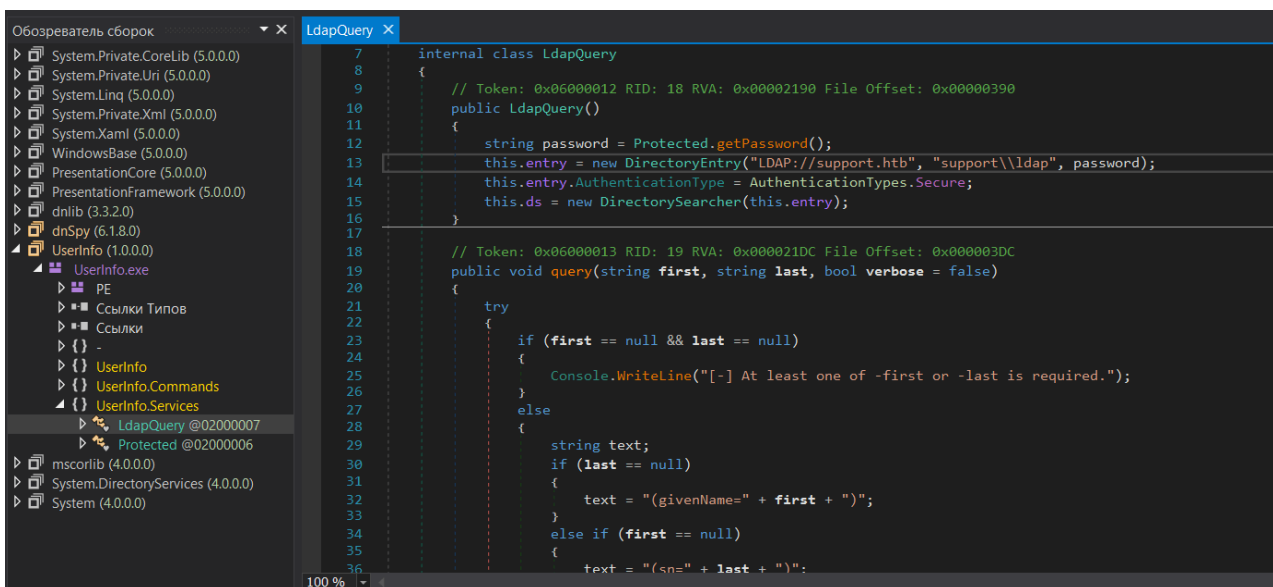 Обозреватель сборок
System.Private.CoreLib (5.0.0.0)
System.Private.Uri (5.0.0.0)
System.Linq (5.0.0.0)
System.Private.Xml (5.0.0.0)
System.Xaml (5.0.0.0)
WindowsBase (5.0.0.0)
PresentationCore (5.0.0.0)
PresentationFramework (5.0.0.0)
dnlib (3.3.2.0)
dnSpy (6.1.8.0)
UserInfo (1.0.0.0)
UserInfo.exe
PE
Ссылки Типов
Ссылки
{} -
{} UserInfo
{} UserInfo.Commands
{} UserInfo.Services
LdapQuery @02000007
Protected @02000006
mscorlib (4.0.0.0)
System.DirectoryServices (4.0.0.0)
System (4.0.0.0)
LdapQuery
7 internal class LdapQuery
8 {
9 // Token: 0x06000012 RID: 18 RVA: 0x00002190 File Offset: 0x00000390
10 public LdapQuery()
11 {
12 string password = Protected.getPassword();
13 this.entry = new DirectoryEntry("LDAP://support.htb", "support\\ldap", password);
14 this.entry.AuthenticationType = AuthenticationTypes.Secure;
15 this.ds = new DirectorySearcher(this.entry);
16 }
17
18 // Token: 0x06000013 RID: 19 RVA: 0x000021DC File Offset: 0x000003DC
19 public void query(string first, string last, bool verbose = false)
20 {
21 try
22 {
23 if (first == null && last == null)
24 {
25 Console.WriteLine("[-] At least one of -first or -last is required.");
26 }
27 else
28 {
29 string text;
30 if (last == null)
31 {
32 text = "(givenName=" + first + ")";
33 }
34 else if (first == null)
35 {
36 text = "(sn=" + last + ")";
100 %